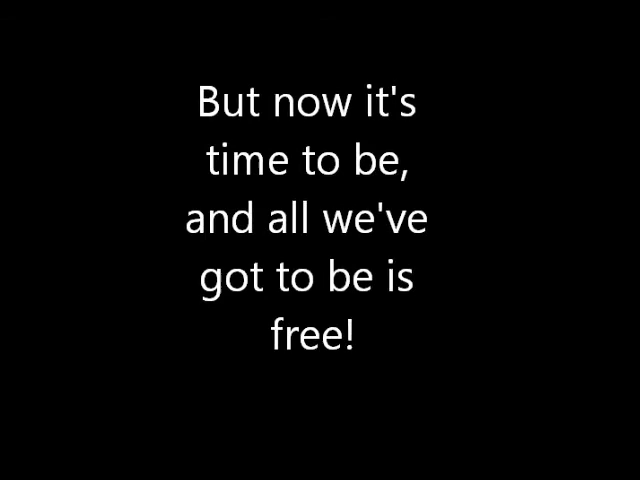 But now it's
time to be,
and all we've
got to be is
free!